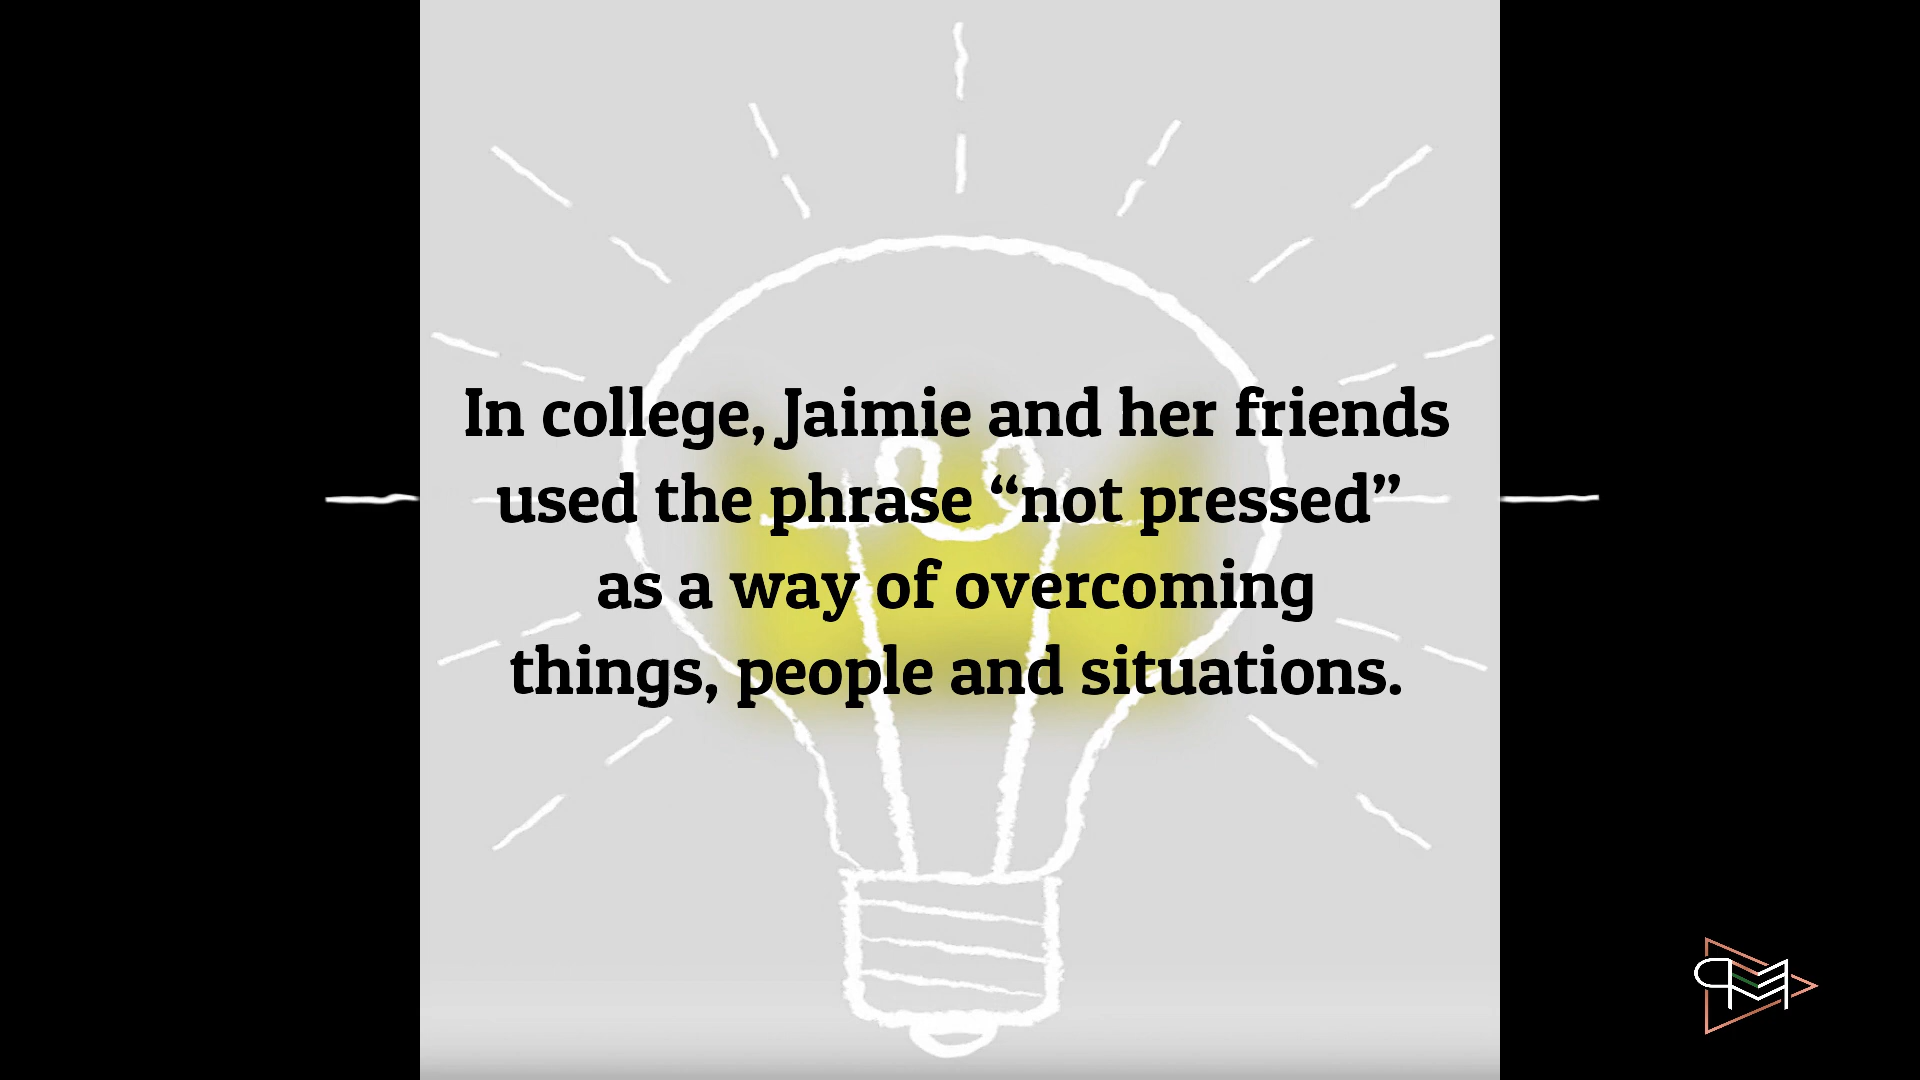 In college, Jaimie and her friends
used the phrase “not pressed”
as a way of overcoming
things, people and situations.